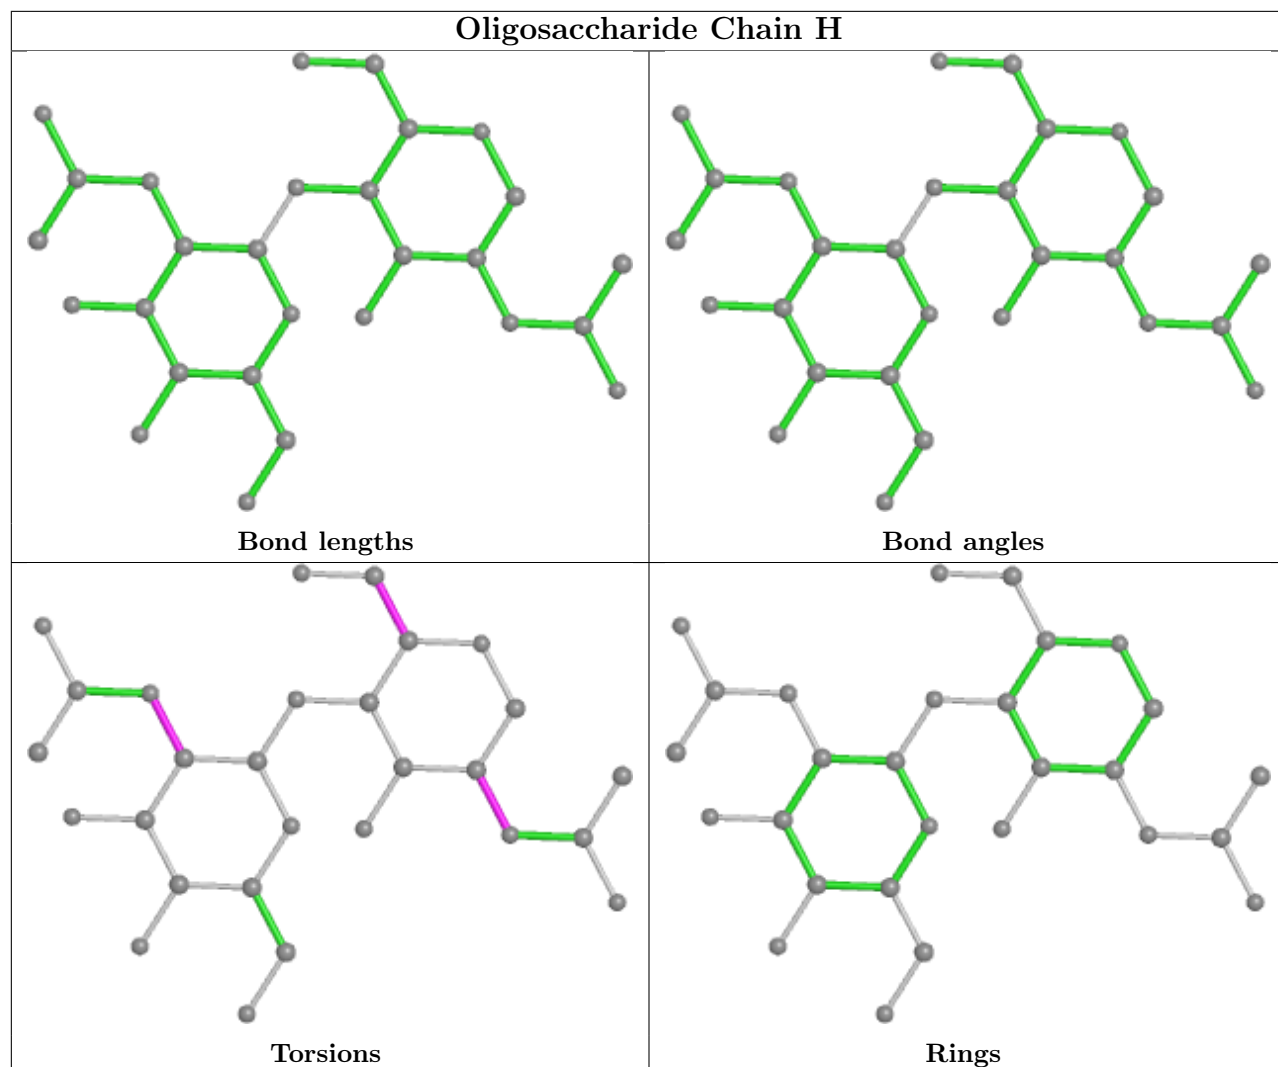 Oligosaccharide Chain H
Bond lengths
Bond angles
Torsions
Rings